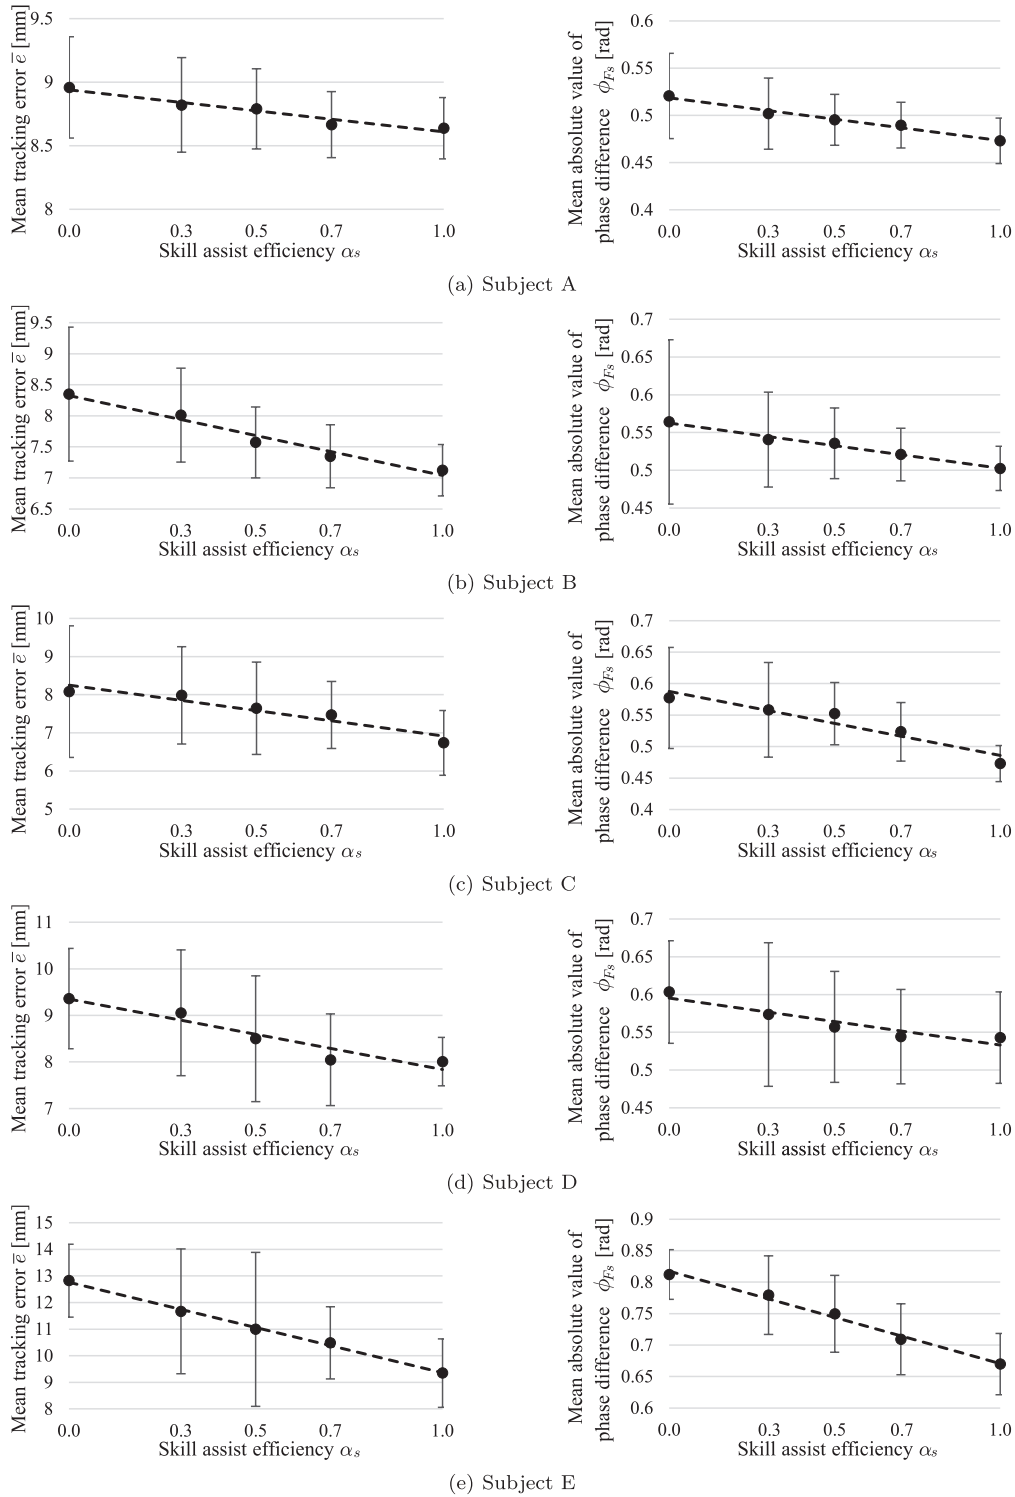 Mean tracking error e̅ [mm]
9.5
9
8.5
8
0.0 0.3 0.5 0.7 1.0
Skill assist efficiency αs
Mean absolute value of
phase difference ϕFs [rad]
0.6
0.55
0.5
0.45
0.4
0.0 0.3 0.5 0.7 1.0
Skill assist efficiency αs
(a) Subject A
Mean tracking error e̅ [mm]
9.5
9
8.5
8
7.5
7
6.5
0.0 0.3 0.5 0.7 1.0
Skill assist efficiency αs
Mean absolute value of
phase difference ϕFs [rad]
0.7
0.65
0.6
0.55
0.5
0.45
0.0 0.3 0.5 0.7 1.0
Skill assist efficiency αs
(b) Subject B
Mean tracking error e̅ [mm]
10
9
8
7
6
5
0.0 0.3 0.5 0.7 1.0
Skill assist efficiency αs
Mean absolute value of
phase difference ϕFs [rad]
0.7
0.65
0.6
0.55
0.5
0.45
0.4
0.0 0.3 0.5 0.7 1.0
Skill assist efficiency αs
(c) Subject C
Mean tracking error e̅ [mm]
11
10
9
8
7
0.0 0.3 0.5 0.7 1.0
Skill assist efficiency αs
Mean absolute value of
phase difference ϕFs [rad]
0.7
0.65
0.6
0.55
0.5
0.45
0.0 0.3 0.5 0.7 1.0
Skill assist efficiency αs
(d) Subject D
Mean tracking error e̅ [mm]
15
14
13
12
11
10
9
8
0.0 0.3 0.5 0.7 1.0
Skill assist efficiency αs
Mean absolute value of
phase difference ϕFs [rad]
0.9
0.85
0.8
0.75
0.7
0.65
0.6
0.0 0.3 0.5 0.7 1.0
Skill assist efficiency αs
(e) Subject E